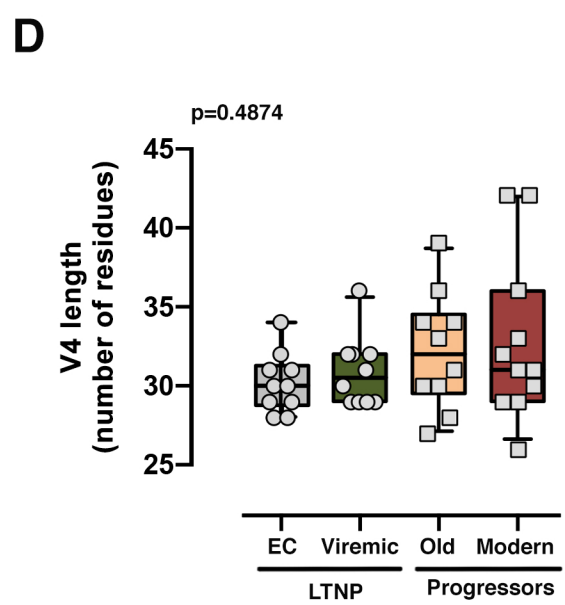 D
p=0.4874
V4 length
(number of residues)
45
40
35
30
25
EC Viremic Old Modern
LTNP Progressors